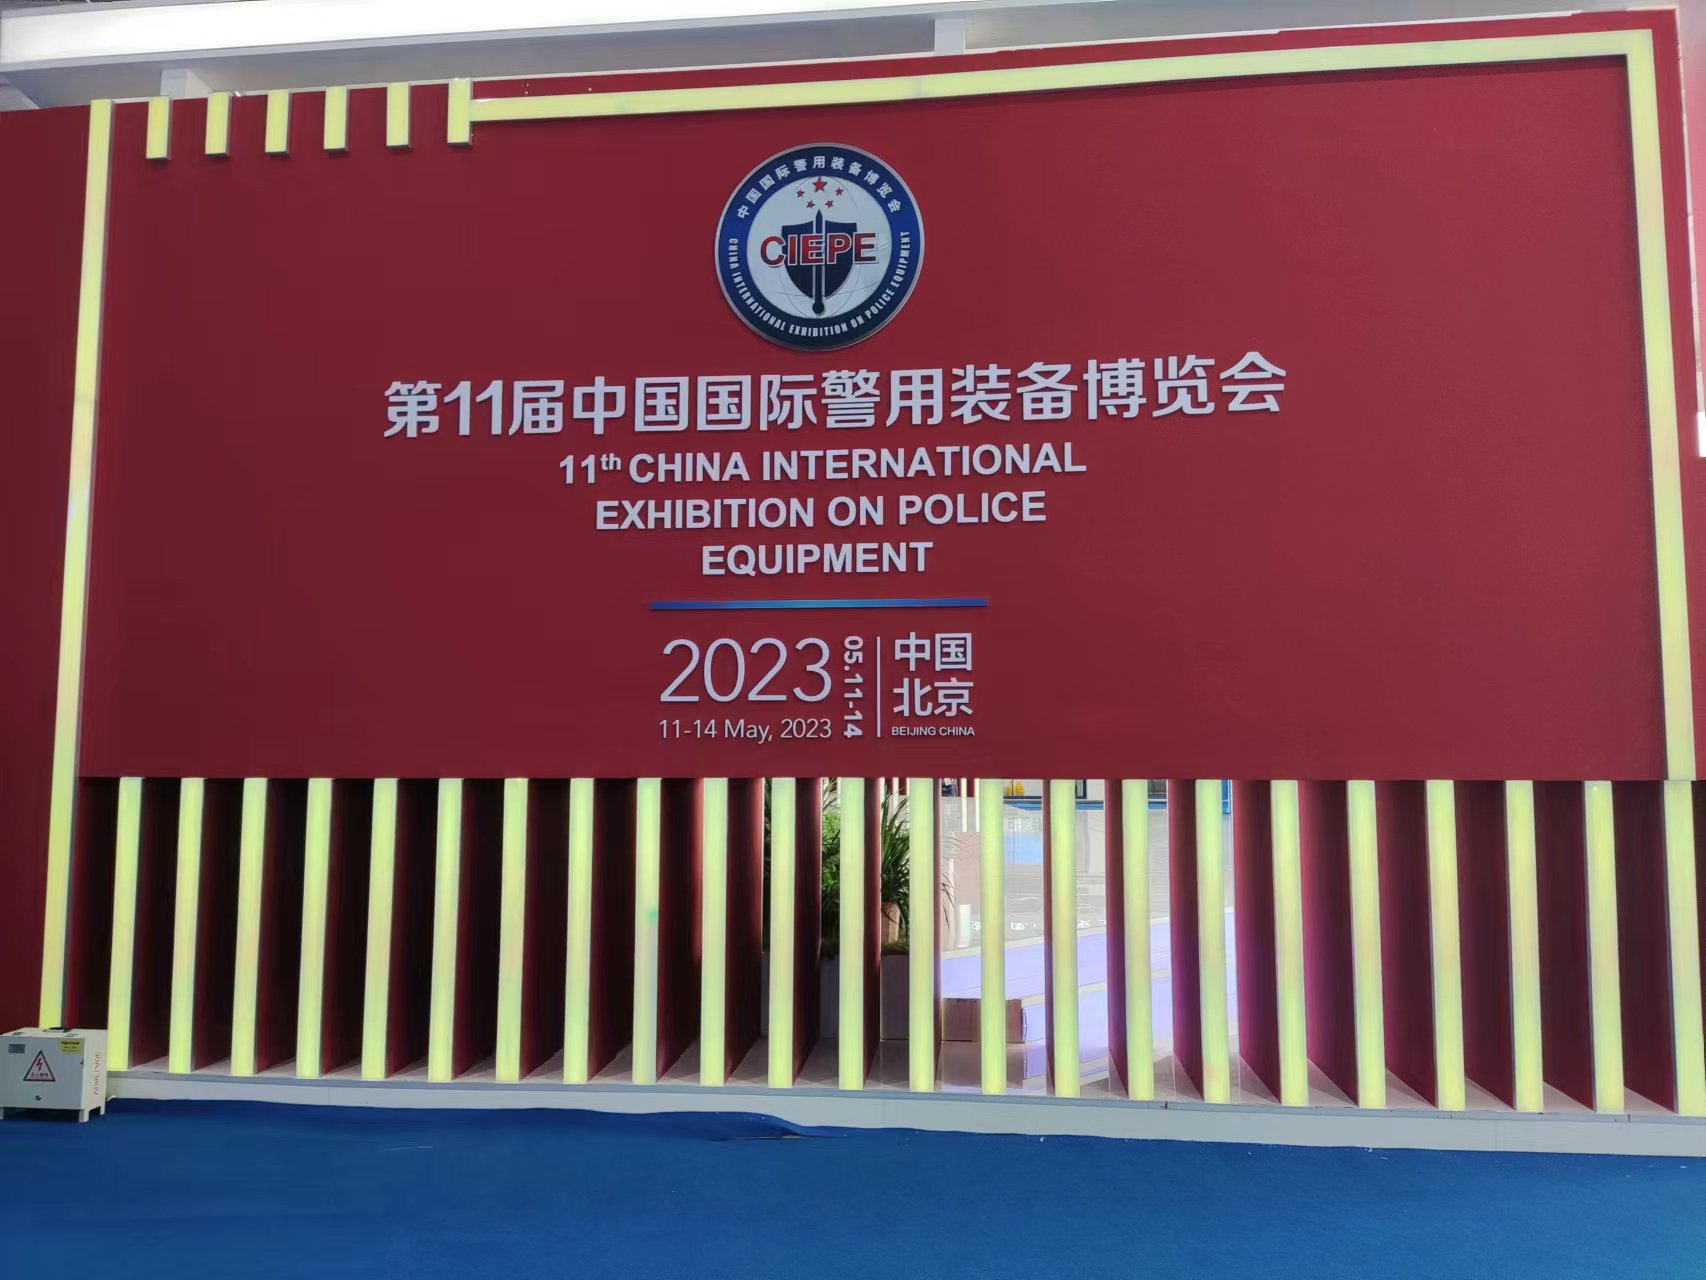 中国国际警用装备博览会
CIEPE
CHINA INTERNATIONAL EXHIBITION ON POLICE EQUIPMENT
第11届中国国际警用装备博览会
11th CHINA INTERNATIONAL
EXHIBITION ON POLICE
EQUIPMENT
2023
05.11-14
中国
北京
11-14 May, 2023
BEIJING CHINA